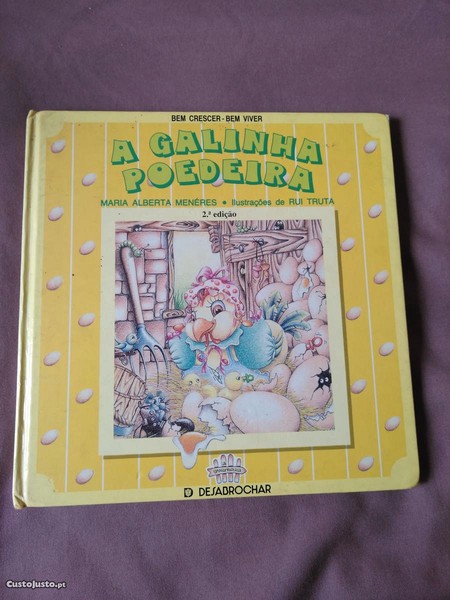 BEM CRESCER - BEM VIVER
A GALINHA
POEDEIRA
MARIA ALBERTA MENÉRES • Ilustrações de RUI TRUTA
2.ª edição
DESABROCHAR
CustoJusto.pt